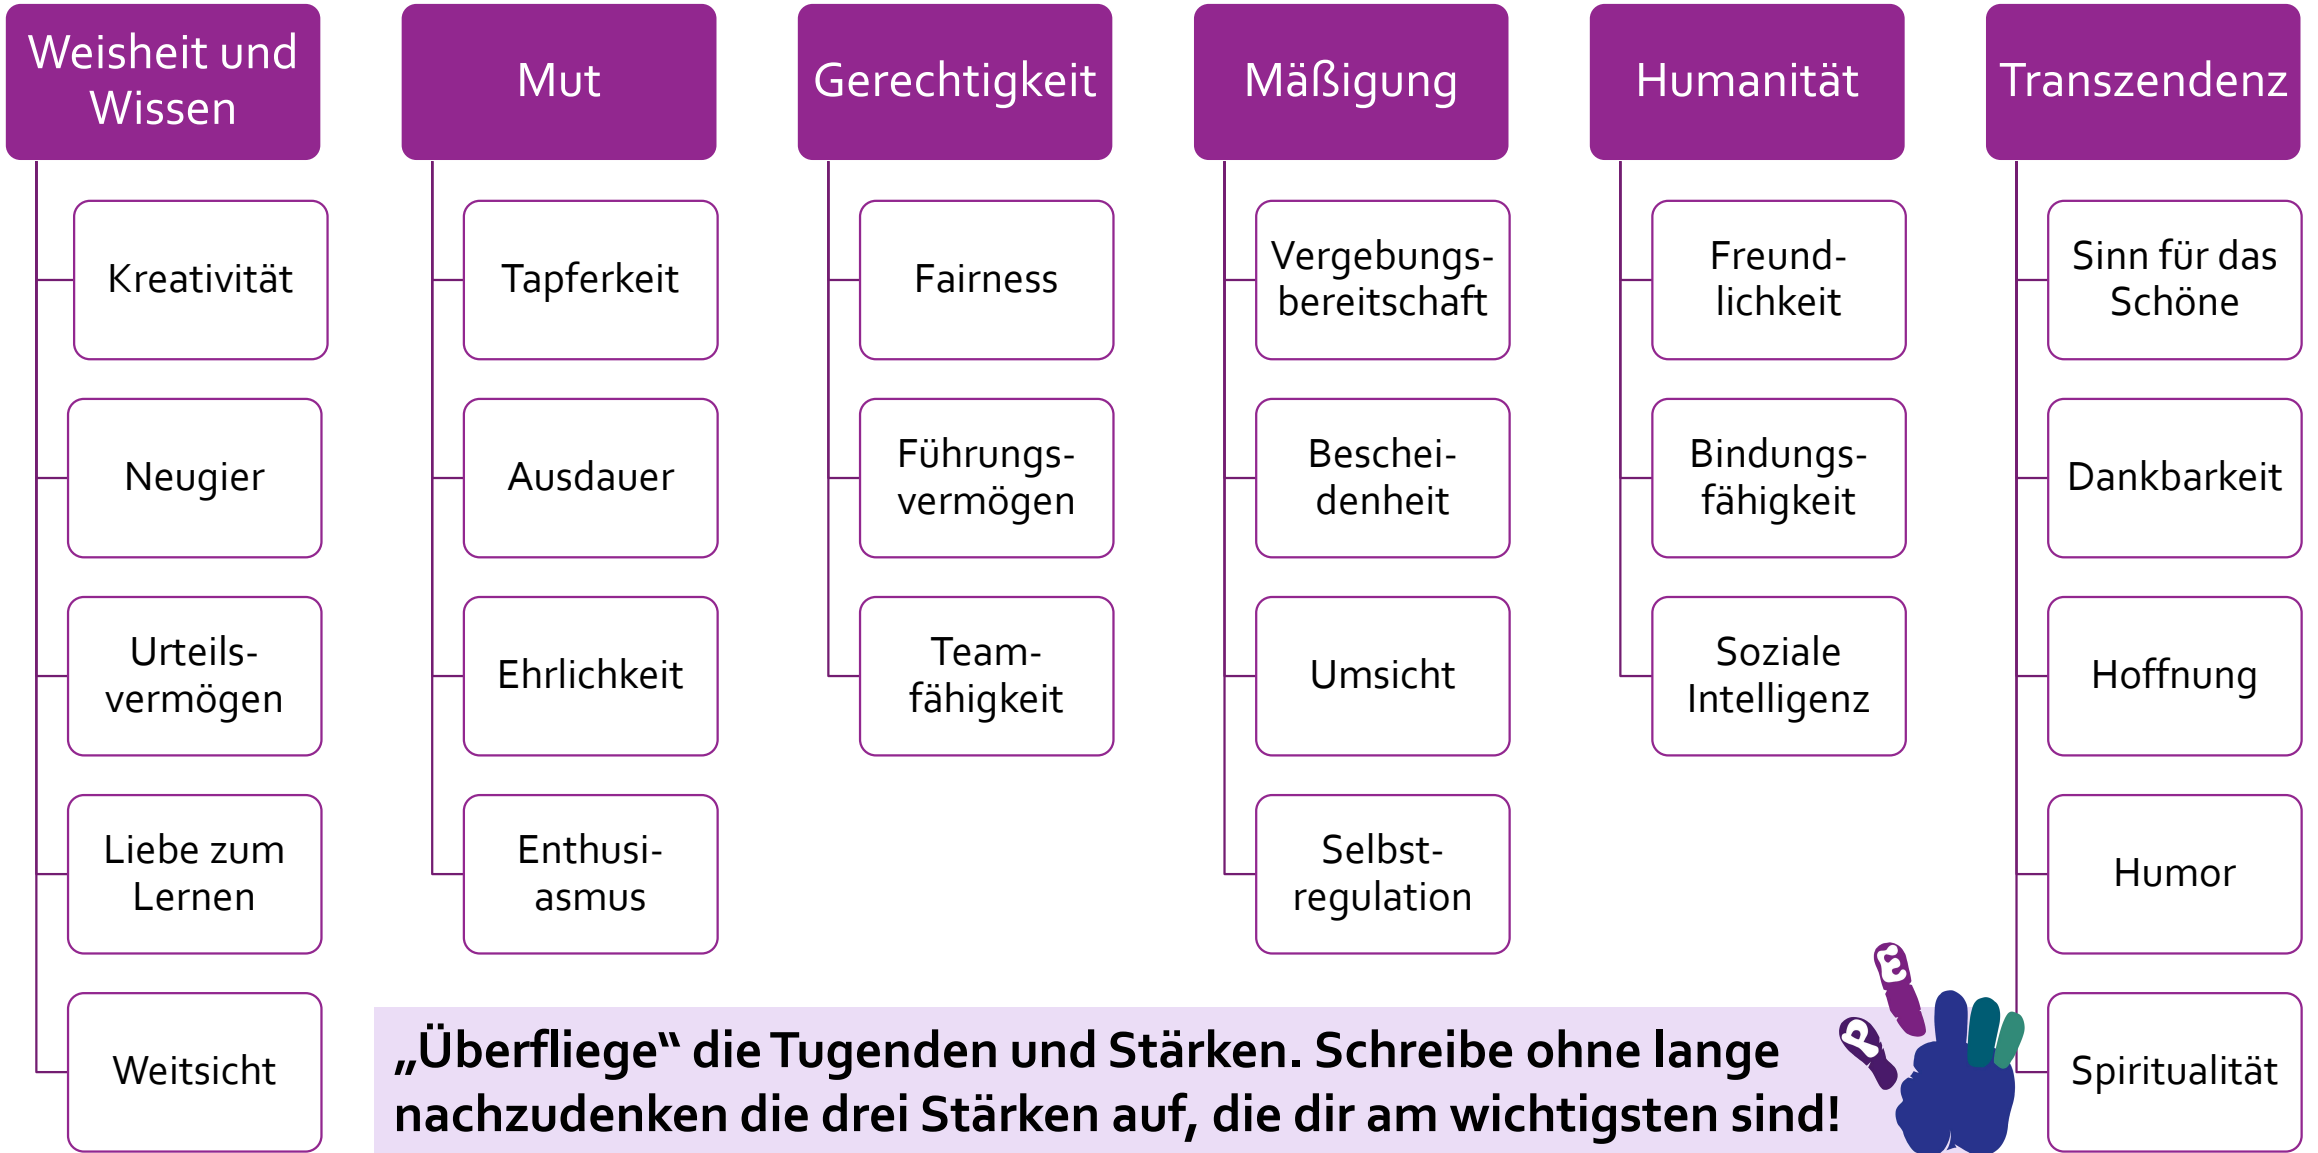 Weisheit und
Wissen
Kreativität
Neugier
Urteils-
vermögen
Liebe zum
Lernen
Weitsicht
Mut
Tapferkeit
Ausdauer
Ehrlichkeit
Enthusi-
asmus
Gerechtigkeit
Fairness
Führungs-
vermögen
Team-
fähigkeit
Mäßigung
Vergebungs-
bereitschaft
Beschei-
denheit
Umsicht
Selbst-
regulation
Humanität
Freund-
lichkeit
Bindungs-
fähigkeit
Soziale
Intelligenz
Transzendenz
Sinn für das
Schöne
Dankbarkeit
Hoffnung
Humor
Spiritualität
„Überfliege“ die Tugenden und Stärken. Schreibe ohne lange
nachzudenken die drei Stärken auf, die dir am wichtigsten sind!
P
E